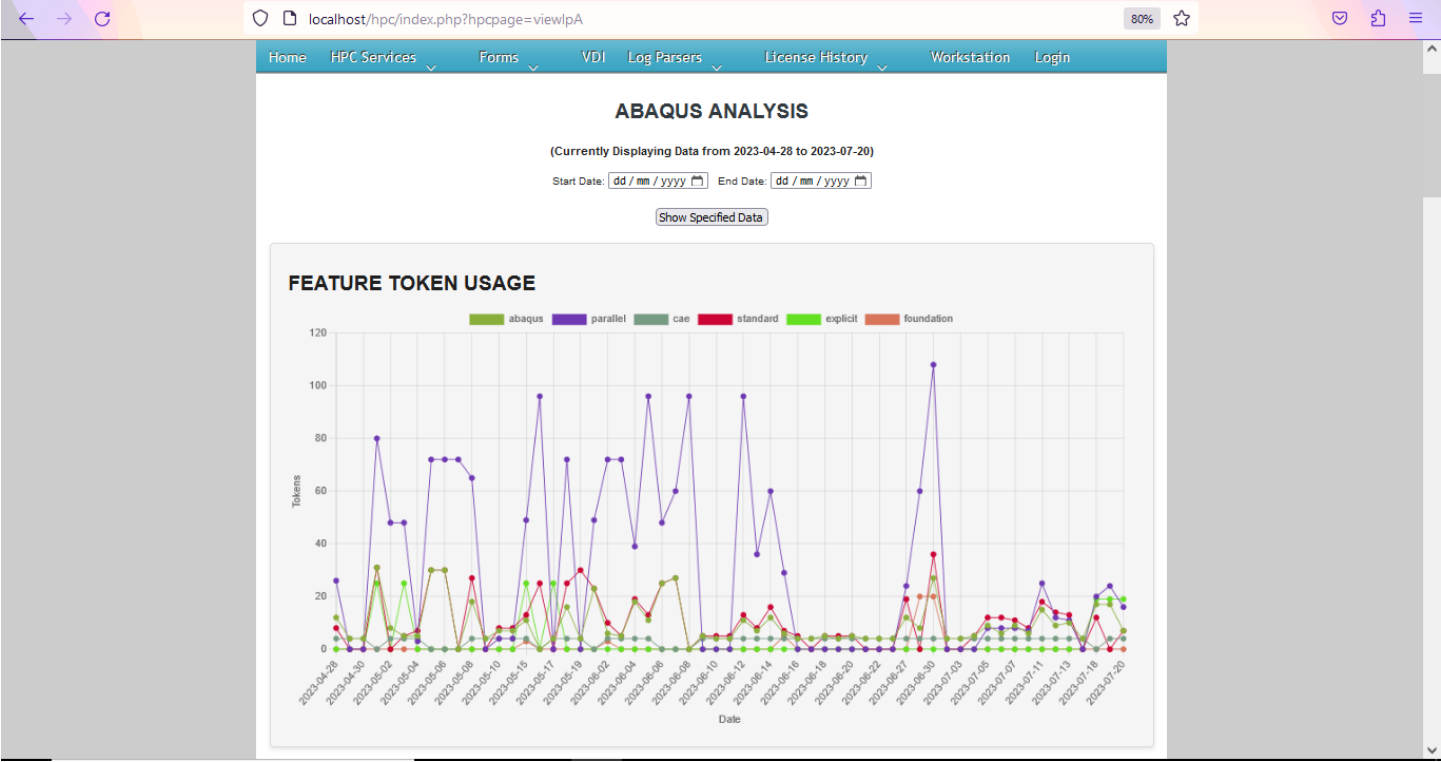 localhost/hpc/index.php?hpcpage=viewIpA 80%
Home HPC Services Forms VDI Log Parsers License History Workstation Login
ABAQUS ANALYSIS
(Currently Displaying Data from 2023-04-28 to 2023-07-20)
Start Date: dd / mm / yyyy End Date: dd / mm / yyyy
Show Specified Data
FEATURE TOKEN USAGE
abaqus parallel cae standard explicit foundation
120
100
80
60
40
20
0
Tokens
2023-04-28 2023-04-30 2023-05-02 2023-05-04 2023-05-06 2023-05-08 2023-05-10 2023-05-15 2023-05-17 2023-05-19 2023-06-02 2023-06-04 2023-06-06 2023-06-08 2023-06-10 2023-06-12 2023-06-14 2023-06-16 2023-06-18 2023-06-20 2023-06-22 2023-06-27 2023-06-30 2023-07-03 2023-07-05 2023-07-07 2023-07-11 2023-07-13 2023-07-18 2023-07-20
Date